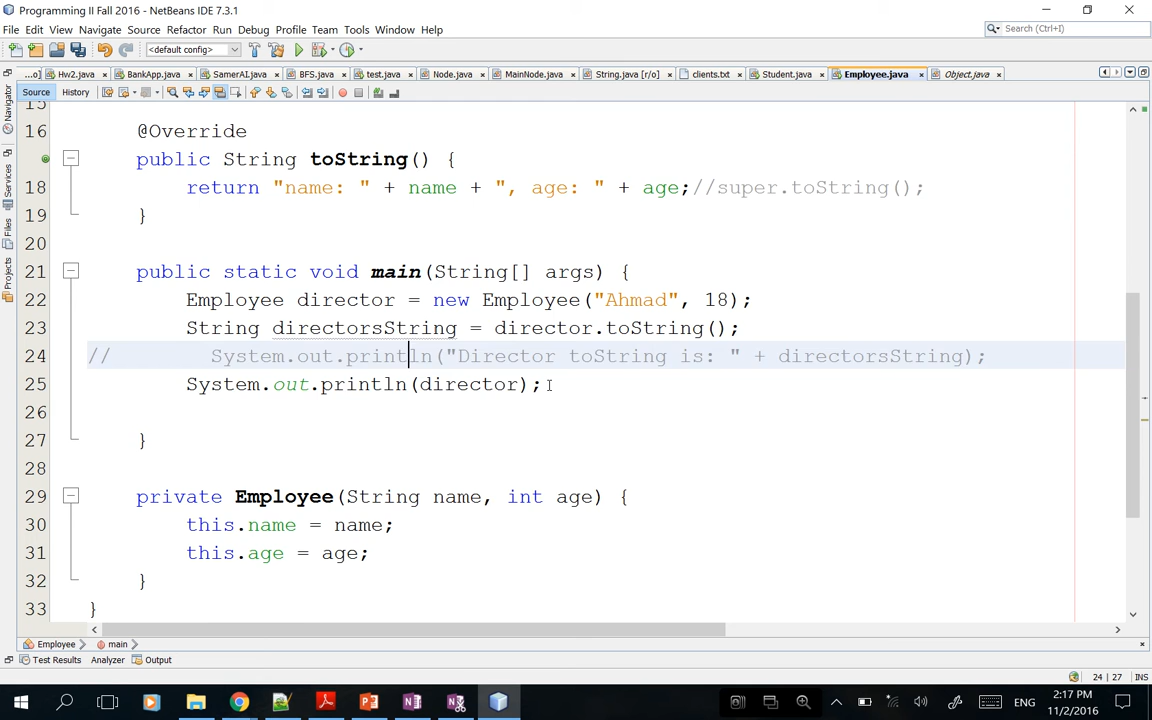 Programming II Fall 2016 - NetBeans IDE 7.3.1
File Edit View Navigate Source Refactor Run Debug Profile Team Tools Window Help
Search (Ctrl+I)
<default config>
...o] Hv2.java BankApp.java SamerAI.java BFS.java test.java Node.java MainNode.java String.java [r/o] clients.txt Student.java Employee.java Object.java
Source History
Navigator
Services
Files
Projects
15
16 @Override
public String toString() {
18 return "name: " + name + ", age: " + age;//super.toString();
19 }
20
21 public static void main(String[] args) {
22 Employee director = new Employee("Ahmad", 18);
23 String directorsString = director.toString();
24 // System.out.println("Director toString is: " + directorsString);
25 System.out.println(director);
26
27 }
28
29 private Employee(String name, int age) {
30 this.name = name;
31 this.age = age;
32 }
33 }
Employee main
Test Results Analyzer Output
24 | 27 INS
ENG
2:17 PM
11/2/2016